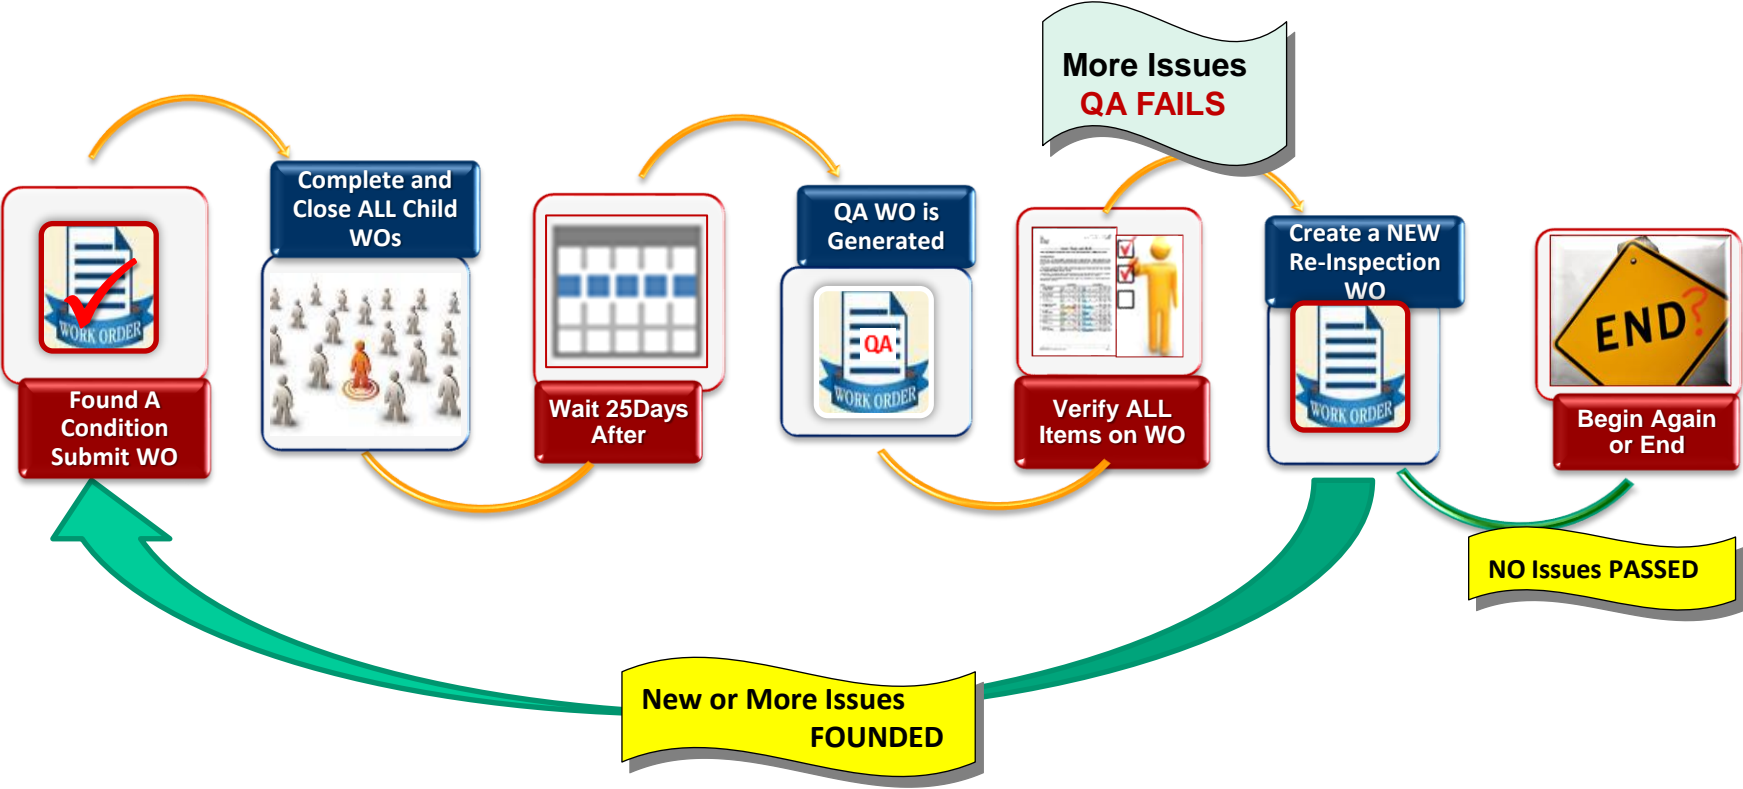 More Issues
QA FAILS
Complete and
Close ALL Child
WOs
QA WO is
Generated
Create a NEW
Re-Inspection
WO
WORK ORDER
QA
WORK ORDER
WORK ORDER
END?
Found A
Condition
Submit WO
Wait 25Days
After
Verify ALL
Items on WO
Begin Again
or End
NO Issues PASSED
New or More Issues
FOUNDED